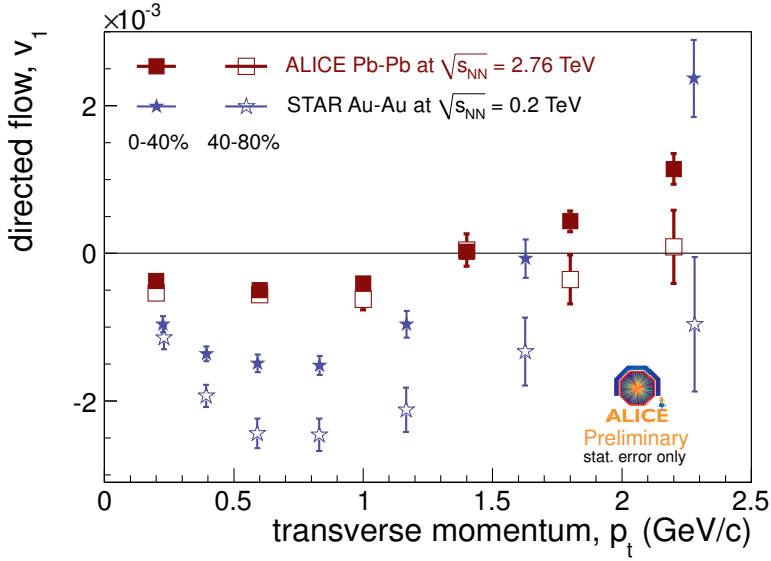 ×10⁻³
directed flow, v₁
2
0
-2
ALICE Pb-Pb at √sNN = 2.76 TeV
STAR Au-Au at √sNN = 0.2 TeV
0-40% 40-80%
ALICE
Preliminary
stat. error only
0 0.5 1 1.5 2 2.5
transverse momentum, pt (GeV/c)